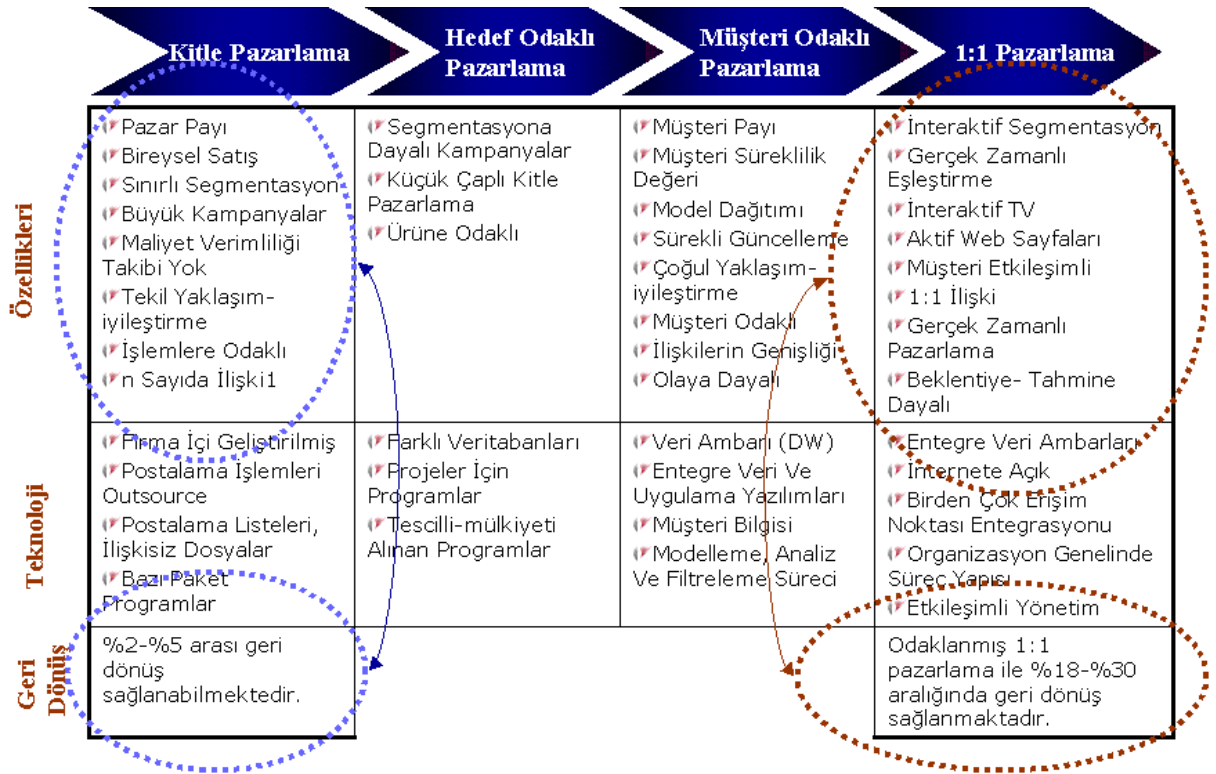 Kitle Pazarlama
Hedef Odaklı
Pazarlama
Müşteri Odaklı
Pazarlama
1:1 Pazarlama
Özellikleri
Pazar Payı
Bireysel Satış
Sınırlı Segmentasyon
Büyük Kampanyalar
Maliyet Verimliliği
Takibi Yok
Tekil Yaklaşım-
iyileştirme
İşlemlere Odaklı
n Sayıda İlişki1
Segmentasyona
Dayalı Kampanyalar
Küçük Çaplı Kitle
Pazarlama
Ürüne Odaklı
Müşteri Payı
Müşteri Süreklilik
Değeri
Model Dağıtımı
Sürekli Güncelleme
Çoğul Yaklaşım-
iyileştirme
Müşteri Odaklı
İlişkilerin Genişliği
Olaya Dayalı
İnteraktif Segmentasyon
Gerçek Zamanlı
Eşleştirme
İnteraktif TV
Aktif Web Sayfaları
Müşteri Etkileşimli
1:1 İlişki
Gerçek Zamanlı
Pazarlama
Beklentiye- Tahmine
Dayalı
Teknoloji
Firma İçi Geliştirilmiş
Postalama İşlemleri
Outsource
Postalama Listeleri,
İlişkisiz Dosyalar
Bazı Paket
Programlar
Farklı Veritabanları
Projeler İçin
Programlar
Tescilli-mülkiyeti
Alınan Programlar
Veri Ambarı (DW)
Entegre Veri Ve
Uygulama Yazılımları
Müşteri Bilgisi
Modelleme, Analiz
Ve Filtreleme Süreci
Entegre Veri Ambarları
İnternete Açık
Birden Çok Erişim
Noktası Entegrasyonu
Organizasyon Genelinde
Süreç Yapısı
Etkileşimli Yönetim
Geri
Dönüş
%2-%5 arası geri
dönüş
sağlanabilmektedir.
Odaklanmış 1:1
pazarlama ile %18-%30
aralığında geri dönüş
sağlanmaktadır.